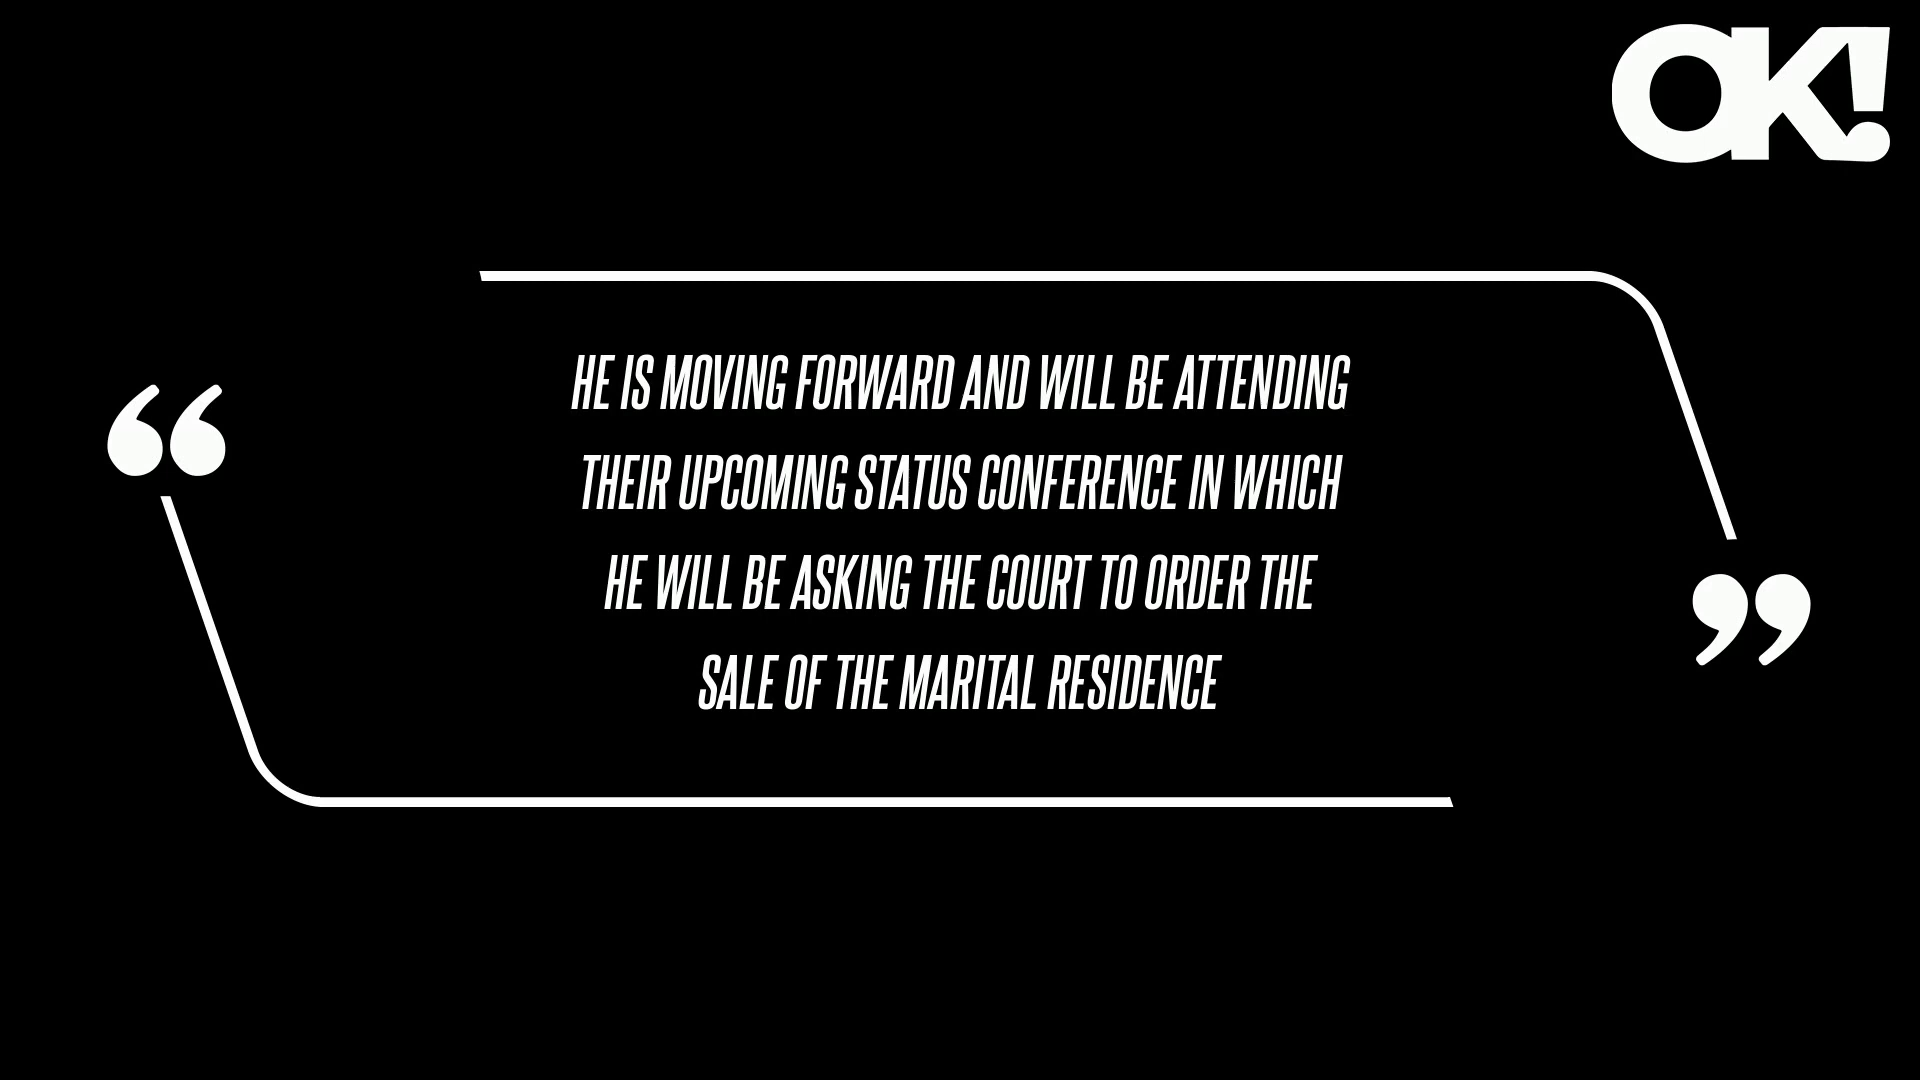 OK!
HE IS MOVING FORWARD AND WILL BE ATTENDING
THEIR UPCOMING STATUS CONFERENCE IN WHICH
HE WILL BE ASKING THE COURT TO ORDER THE
SALE OF THE MARITAL RESIDENCE